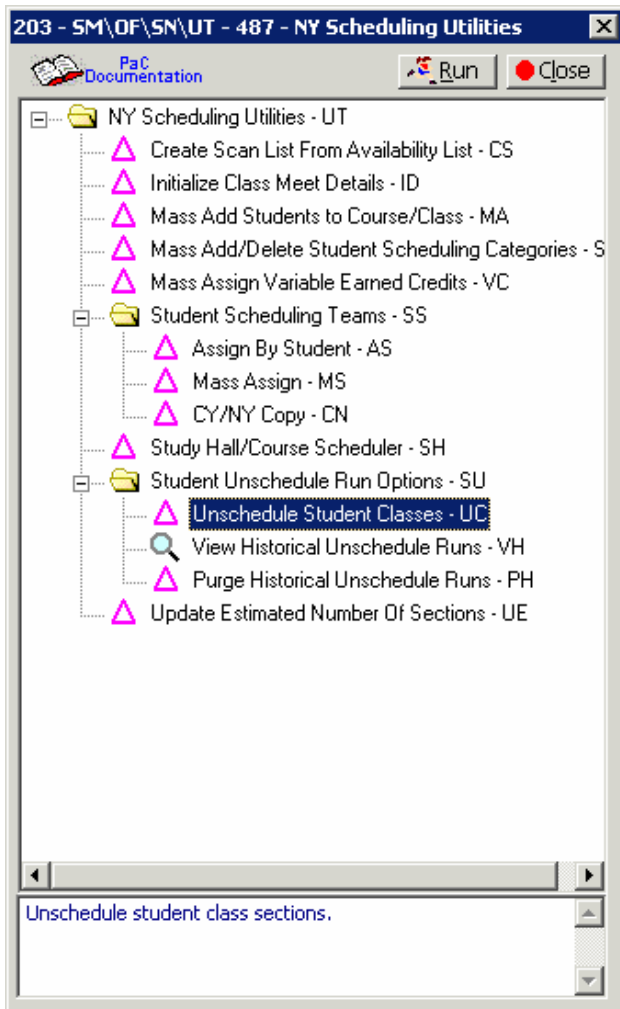 203 - SM\OF\SN\UT - 487 - NY Scheduling Utilities
PaC
Documentation
Run
Close
NY Scheduling Utilities - UT
Create Scan List From Availability List - CS
Initialize Class Meet Details - ID
Mass Add Students to Course/Class - MA
Mass Add/Delete Student Scheduling Categories - S
Mass Assign Variable Earned Credits - VC
Student Scheduling Teams - SS
Assign By Student - AS
Mass Assign - MS
CY/NY Copy - CN
Study Hall/Course Scheduler - SH
Student Unschedule Run Options - SU
Unschedule Student Classes - UC
View Historical Unschedule Runs - VH
Purge Historical Unschedule Runs - PH
Update Estimated Number Of Sections - UE
Unschedule student class sections.